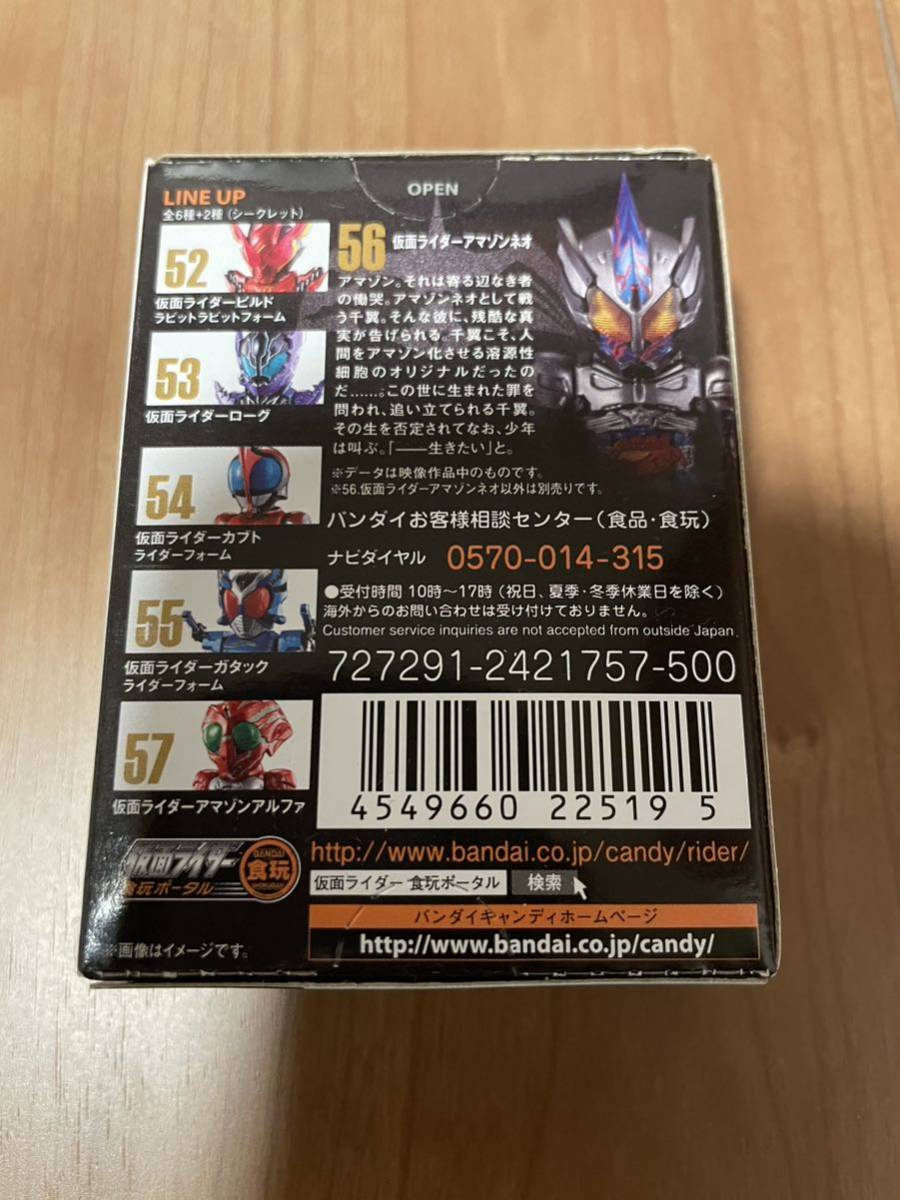 OPEN
LINE UP
全6種+2種 (シークレット)
52
仮面ライダービルド
ラビットラビットフォーム
53
仮面ライダーローグ
54
仮面ライダーカブト
ライダーフォーム
55
仮面ライダーガタック
ライダーフォーム
57
仮面ライダーアマゾンアルファ
56 仮面ライダーアマゾンネオ
アマゾン。それは寄る辺なき者
の慟哭。アマゾンネオとして戦
う千翼。そんな彼に、残酷な真
実が告げられる。千翼こそ、人
間をアマゾン化させる溶源性
細胞のオリジナルだったの
だ……。この世に生まれた罪を
問われ、追い立てられる千翼。
その生を否定されてなお、少年
は叫ぶ。「――生きたい」と。
※データは映像作品中のものです。
※56.仮面ライダーアマゾンネオ以外は別売りです。
バンダイお客様相談センター(食品・食玩)
ナビダイヤル 0570-014-315
●受付時間 10時～17時 (祝日、夏季・冬季休業日を除く)
海外からのお問い合わせは受け付けておりません。
Customer service inquiries are not accepted from outside Japan.
727291-2421757-500
4549660 22519 5
仮面ライダー
食玩ポータル
BANDAI
食玩
http://www.bandai.co.jp/candy/rider/
仮面ライダー 食玩ポータル 検索
バンダイキャンディホームページ
http://www.bandai.co.jp/candy/
※画像はイメージです。